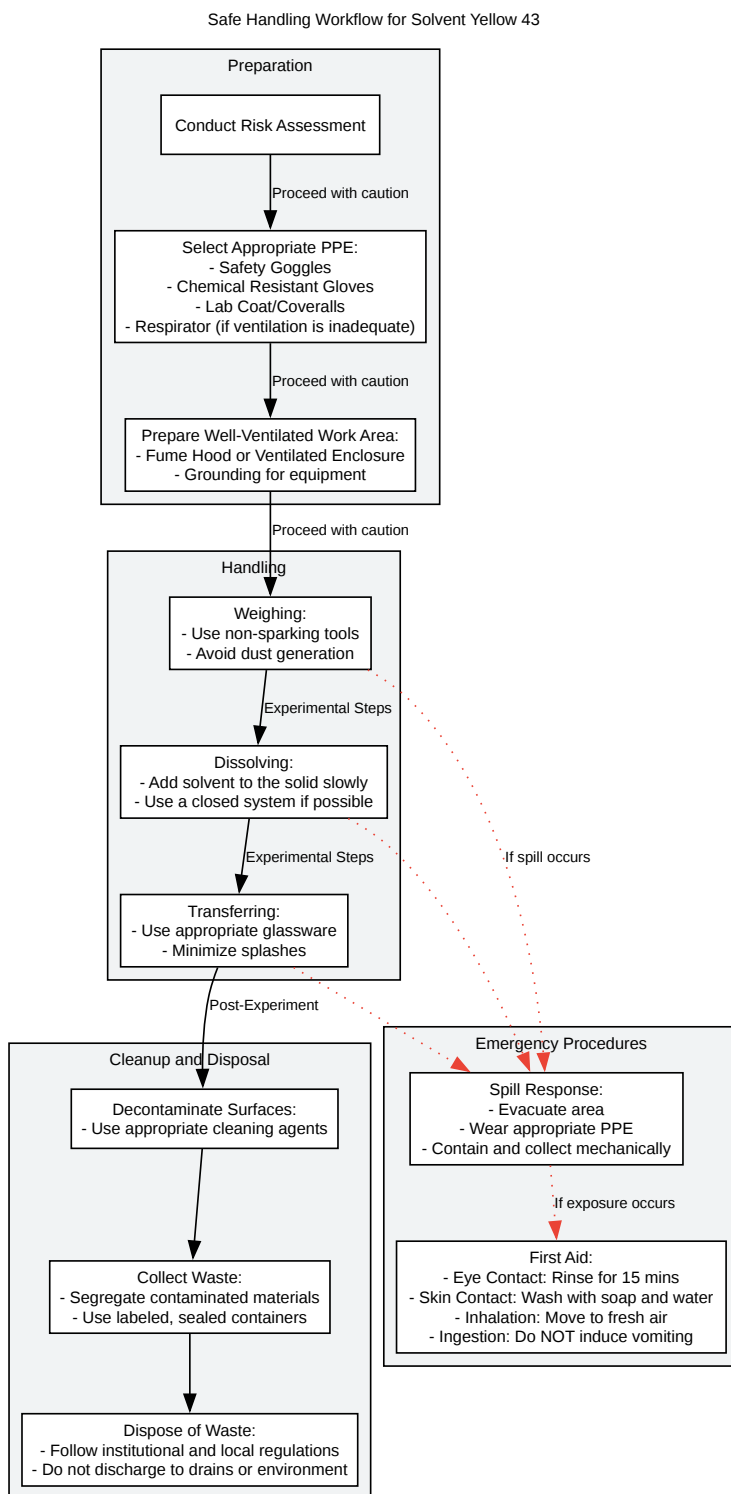 Safe Handling Workflow for Solvent Yellow 43
Preparation
Conduct Risk Assessment
Proceed with caution
Select Appropriate PPE:
- Safety Goggles
- Chemical Resistant Gloves
- Lab Coat/Coveralls
- Respirator (if ventilation is inadequate)
Proceed with caution
Prepare Well-Ventilated Work Area:
- Fume Hood or Ventilated Enclosure
- Grounding for equipment
Proceed with caution
Handling
Weighing:
- Use non-sparking tools
- Avoid dust generation
Experimental Steps
Dissolving:
- Add solvent to the solid slowly
- Use a closed system if possible
Experimental Steps
If spill occurs
Transferring:
- Use appropriate glassware
- Minimize splashes
Post-Experiment
Cleanup and Disposal
Decontaminate Surfaces:
- Use appropriate cleaning agents
Collect Waste:
- Segregate contaminated materials
- Use labeled, sealed containers
Dispose of Waste:
- Follow institutional and local regulations
- Do not discharge to drains or environment
Emergency Procedures
Spill Response:
- Evacuate area
- Wear appropriate PPE
- Contain and collect mechanically
If exposure occurs
First Aid:
- Eye Contact: Rinse for 15 mins
- Skin Contact: Wash with soap and water
- Inhalation: Move to fresh air
- Ingestion: Do NOT induce vomiting